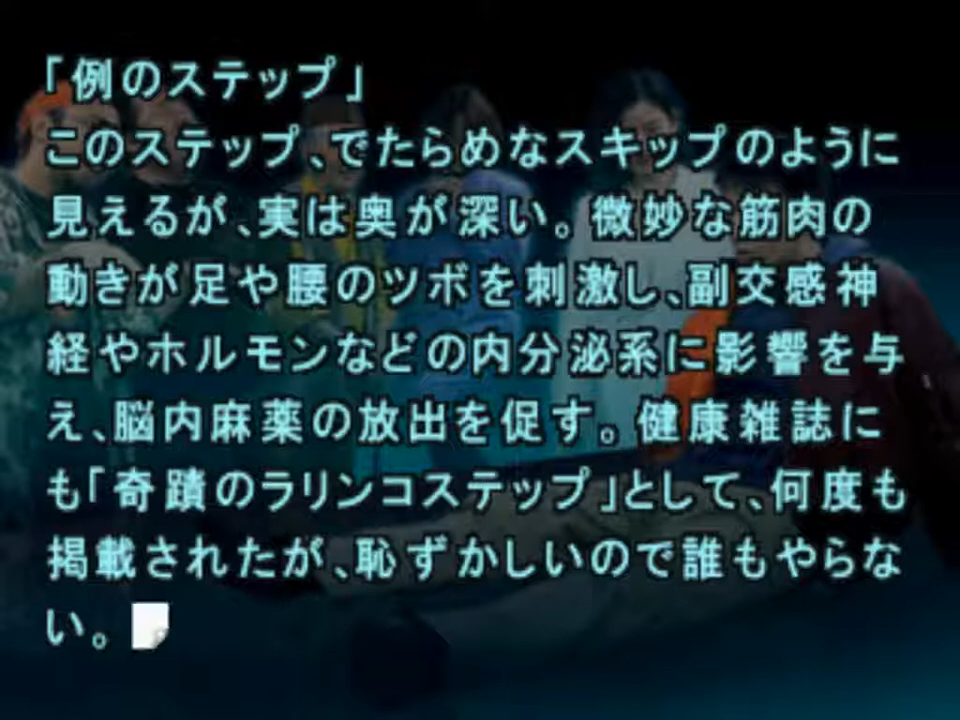 「例のステップ」
このステップ、でたらめなスキップのように
見えるが、実は奥が深い。微妙な筋肉の
動きが足や腰のツボを刺激し、副交感神
経やホルモンなどの内分泌系に影響を与
え、脳内麻薬の放出を促す。健康雑誌に
も「奇蹟のラリンコステップ」として、何度も
掲載されたが、恥ずかしいので誰もやらな
い。